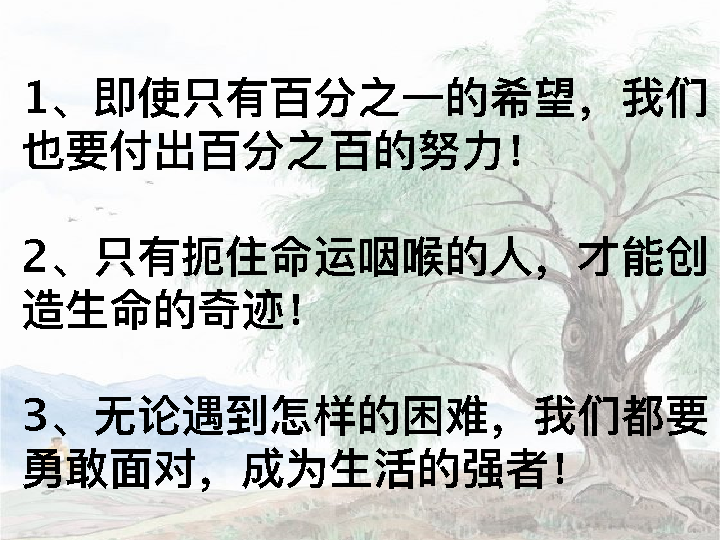 1、即使只有百分之一的希望，我们
也要付出百分之百的努力！
2、只有扼住命运咽喉的人，才能创
造生命的奇迹！
3、无论遇到怎样的困难，我们都要
勇敢面对，成为生活的强者！